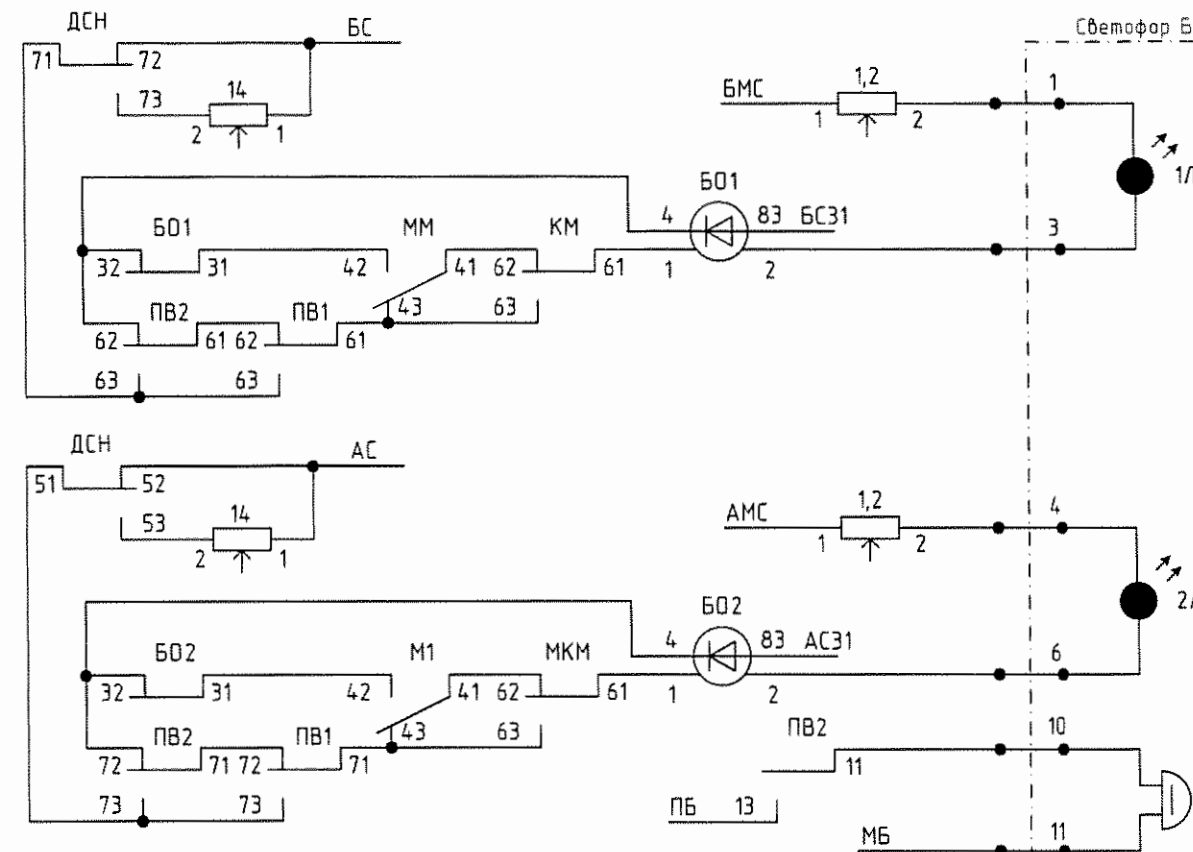 ДСН БС Светофор Б
71 72 14 1,2
73 БМС 1
2 1 1 2
1Л
БО1
БО1 ММ КМ 4 83 БСЗ1 3
32 31 42 41 62 61 1 2
ПВ2 ПВ1 43 63
62 61 62 61
63 63
ДСН АС
51 52 14 1,2
53 АМС 4
2 1 1 2
2
БО2
БО2 М1 МКМ 4 83 АСЗ1 6
32 31 42 41 62 61 1 2
ПВ2 ПВ1 43 63 ПВ2 10
72 71 72 71 11
73 73 ПБ 13
МБ 11